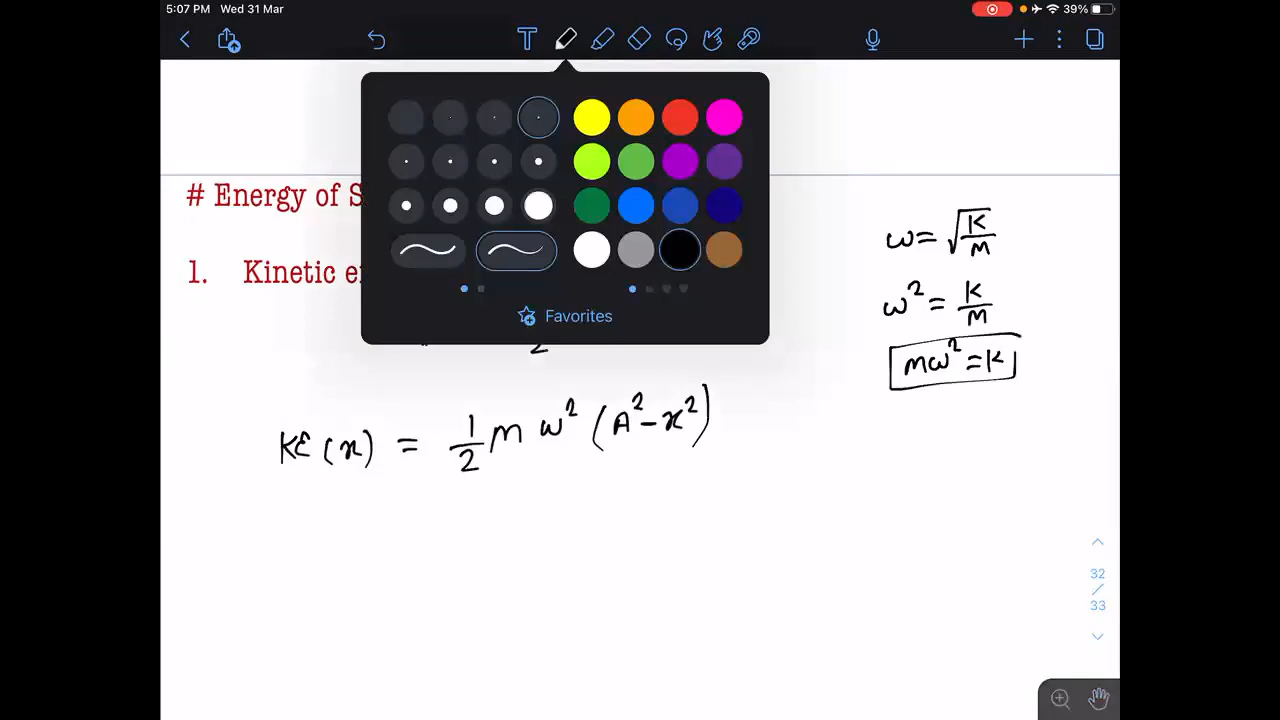 5:07 PM Wed 31 Mar
39%
# Energy of S
1. Kinetic e
Favorites
2
KE(x) = 1/2 m ω² (A² - x²)
ω = √K/m
ω² = K/m
mω² = K
32
/
33